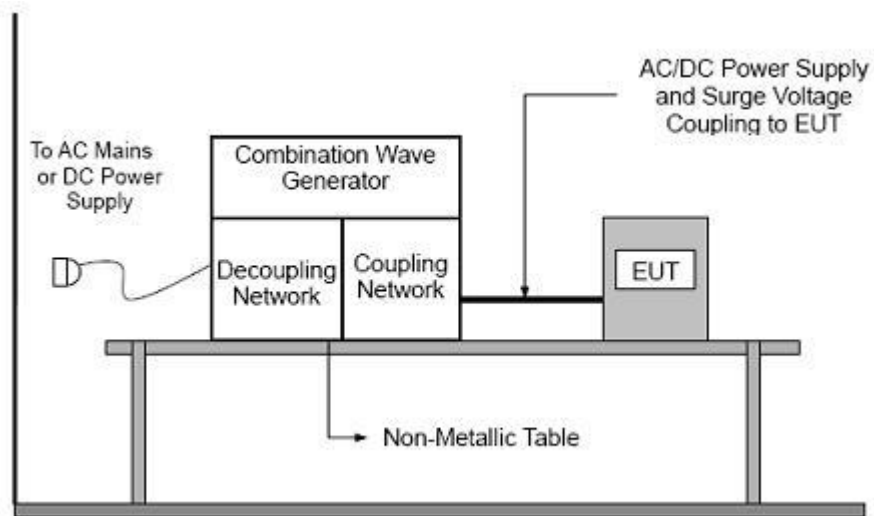 AC/DC Power Supply
and Surge Voltage
Coupling to EUT
To AC Mains
or DC Power
Supply
Combination Wave
Generator
Decoupling
Network
Coupling
Network
EUT
Non-Metallic Table